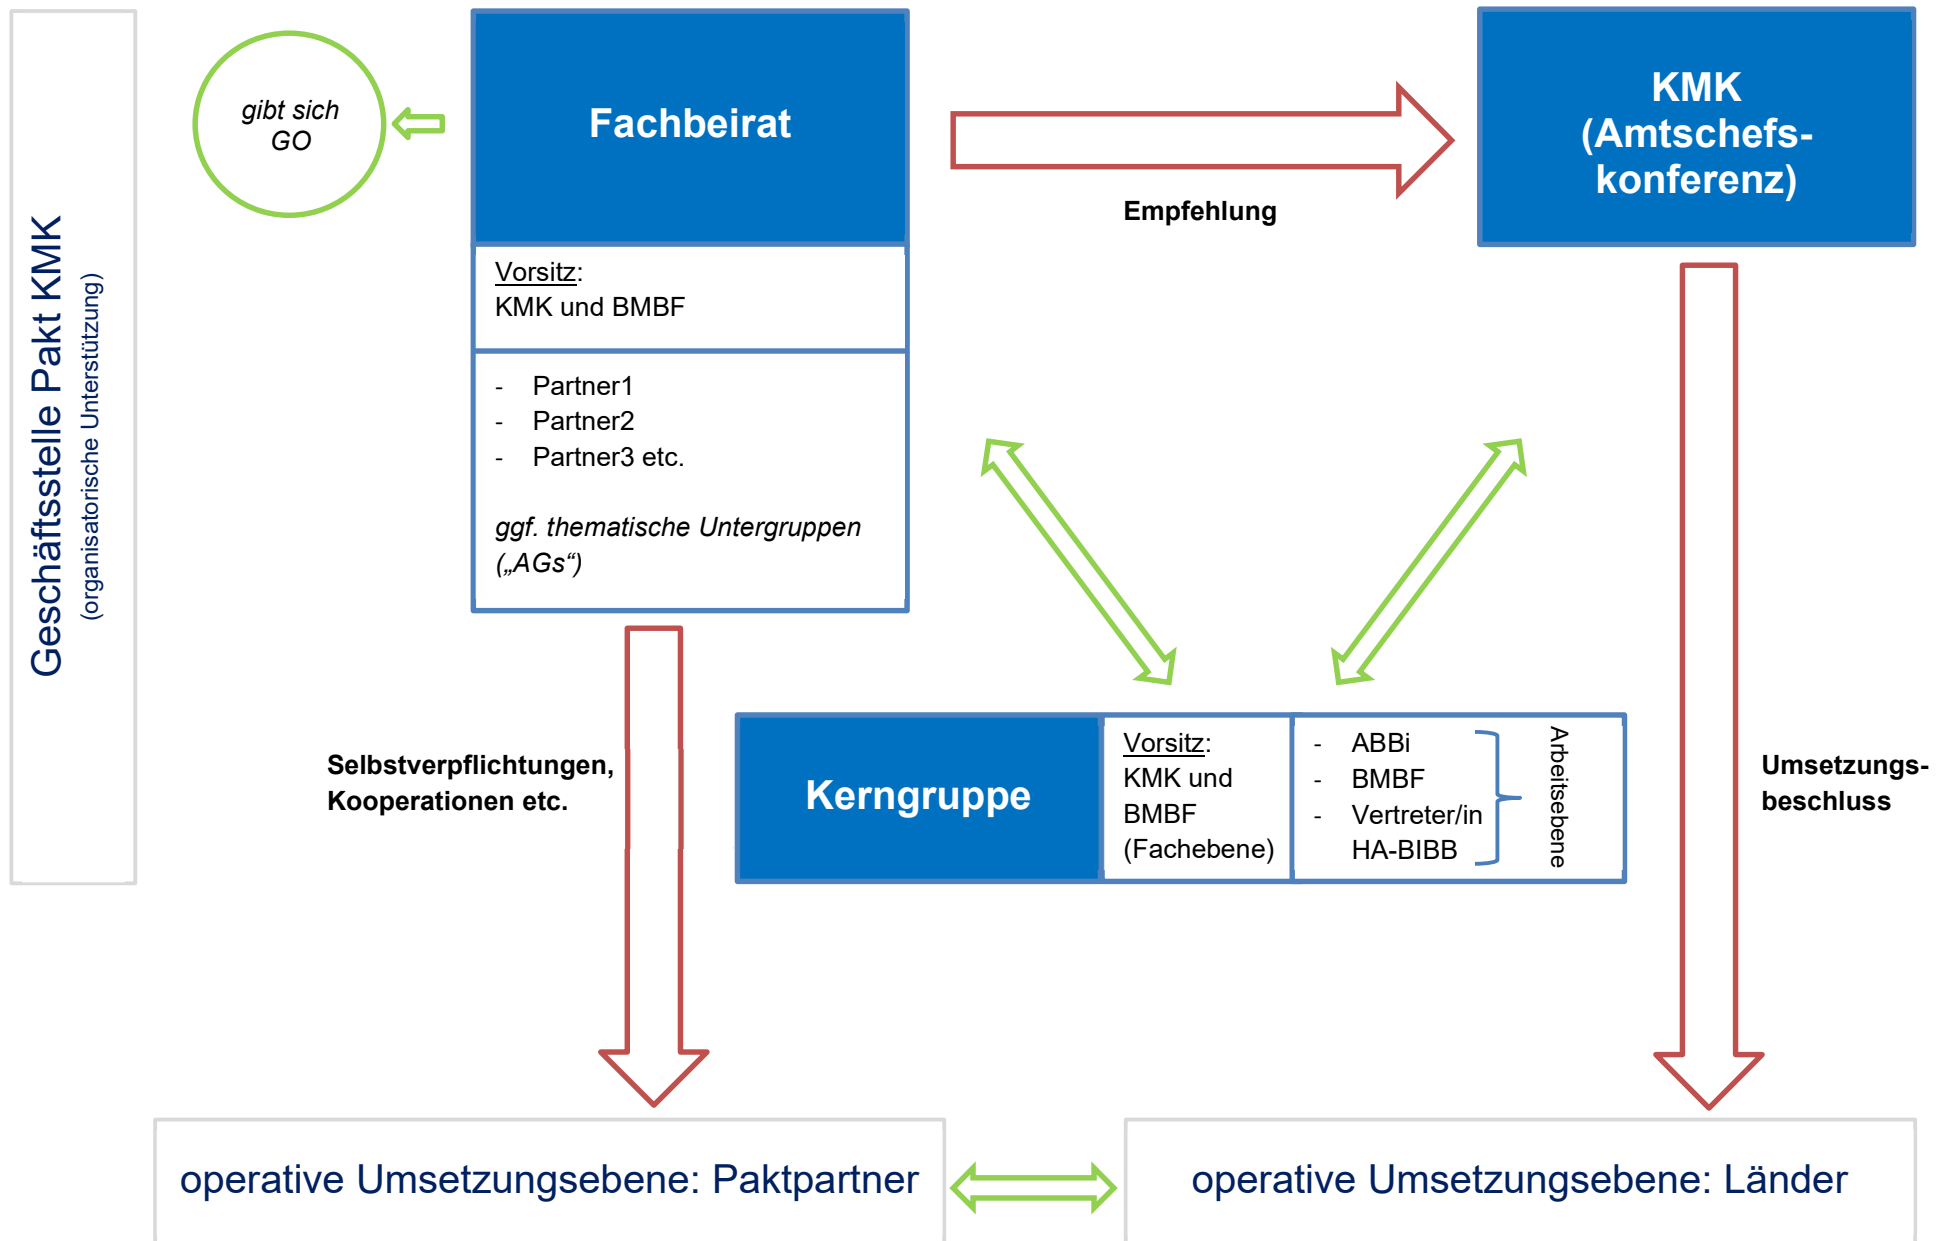 Geschäftsstelle Pakt KMK
(organisatorische Unterstützung)
gibt sich
GO
Fachbeirat
Vorsitz:
KMK und BMBF
- Partner1
- Partner2
- Partner3 etc.
ggf. thematische Untergruppen
(„AGs“)
Empfehlung
KMK
(Amtschefs-
konferenz)
Selbstverpflichtungen,
Kooperationen etc.
Kerngruppe
Vorsitz:
KMK und
BMBF
(Fachebene)
- ABBi
- BMBF
- Vertreter/in
HA-BIBB
Arbeitsebene
Umsetzungs-
beschluss
operative Umsetzungsebene: Paktpartner
operative Umsetzungsebene: Länder